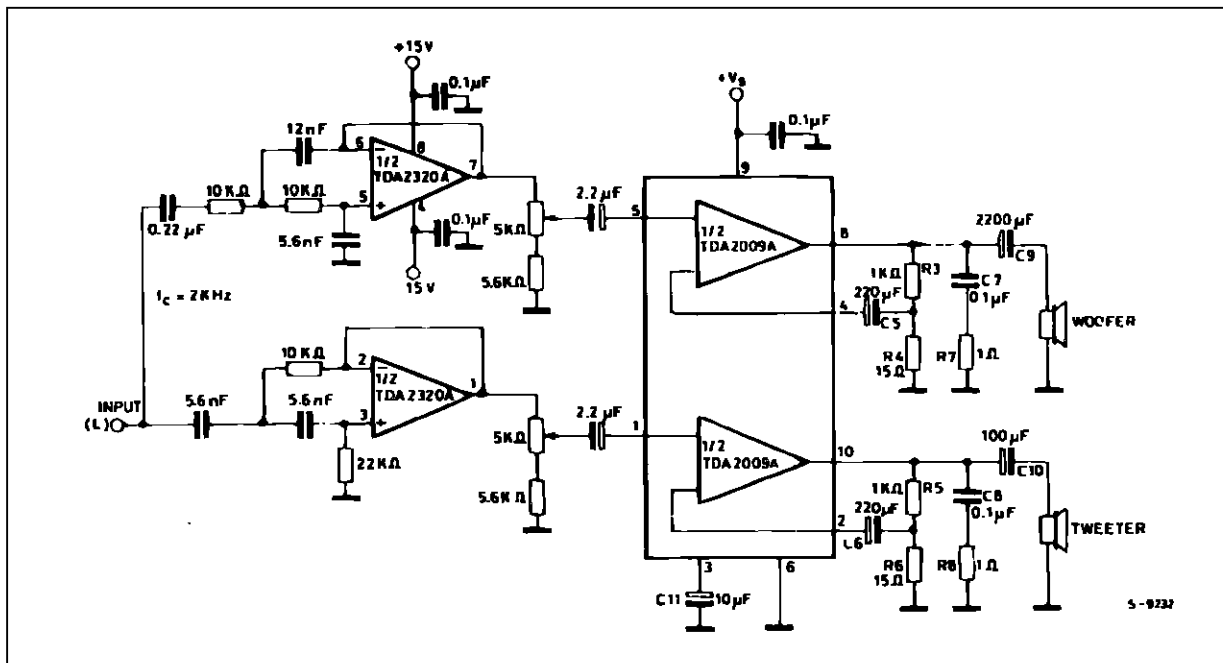 +15V
0.1µF
+Vs
0.1µF
12nF
6
8
1/2
TDA2320A
7
9
10KΩ
10KΩ
5
0.22µF
5.6nF
4
0.1µF
15V
5KΩ
5.6KΩ
2.2µF
5
1/2
TDA2009A
8
4
2200µF
C9
1KΩ
R3
C7
0.1µF
220µF
C5
R4
15Ω
R7
1Ω
WOOFER
fc = 2KHz
10KΩ
2
1/2
TDA2320A
1
INPUT
(L)
5.6nF
5.6nF
3
22KΩ
5KΩ
5.6KΩ
2.2µF
1
1/2
TDA2009A
10
2
100µF
C10
1KΩ
R5
C8
0.1µF
220µF
C6
R6
15Ω
R8
1Ω
TWEETER
3
6
C11
10µF
S-9232